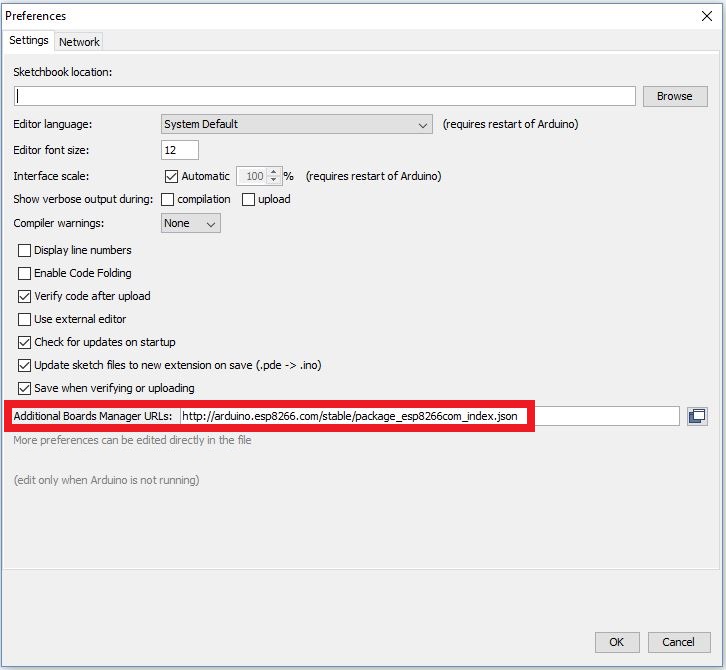 Preferences
Settings Network
Sketchbook location:
Browse
Editor language: System Default (requires restart of Arduino)
Editor font size: 12
Interface scale: Automatic 100 % (requires restart of Arduino)
Show verbose output during: compilation upload
Compiler warnings: None
Display line numbers
Enable Code Folding
Verify code after upload
Use external editor
Check for updates on startup
Update sketch files to new extension on save (.pde -> .ino)
Save when verifying or uploading
Additional Boards Manager URLs: http://arduino.esp8266.com/stable/package_esp8266com_index.json
More preferences can be edited directly in the file
(edit only when Arduino is not running)
OK Cancel